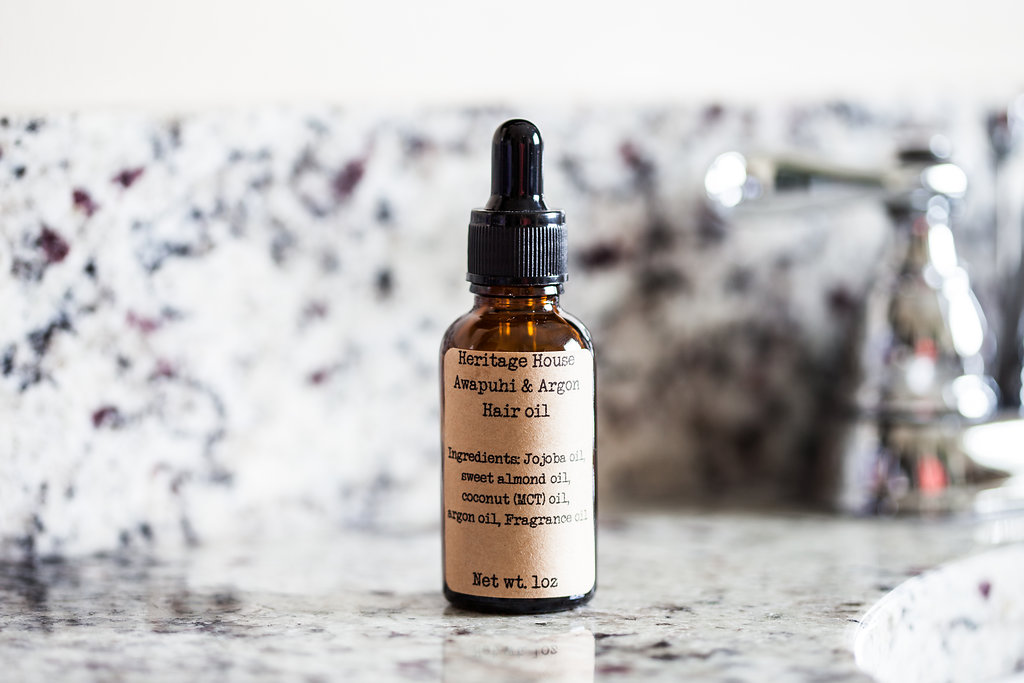 Heritage House
Awapuhi & Argon
Hair oil
Ingredients: Jojoba oil,
sweet almond oil,
coconut (MCT) oil,
argon oil, Fragrance oil
Net wt. 1oz